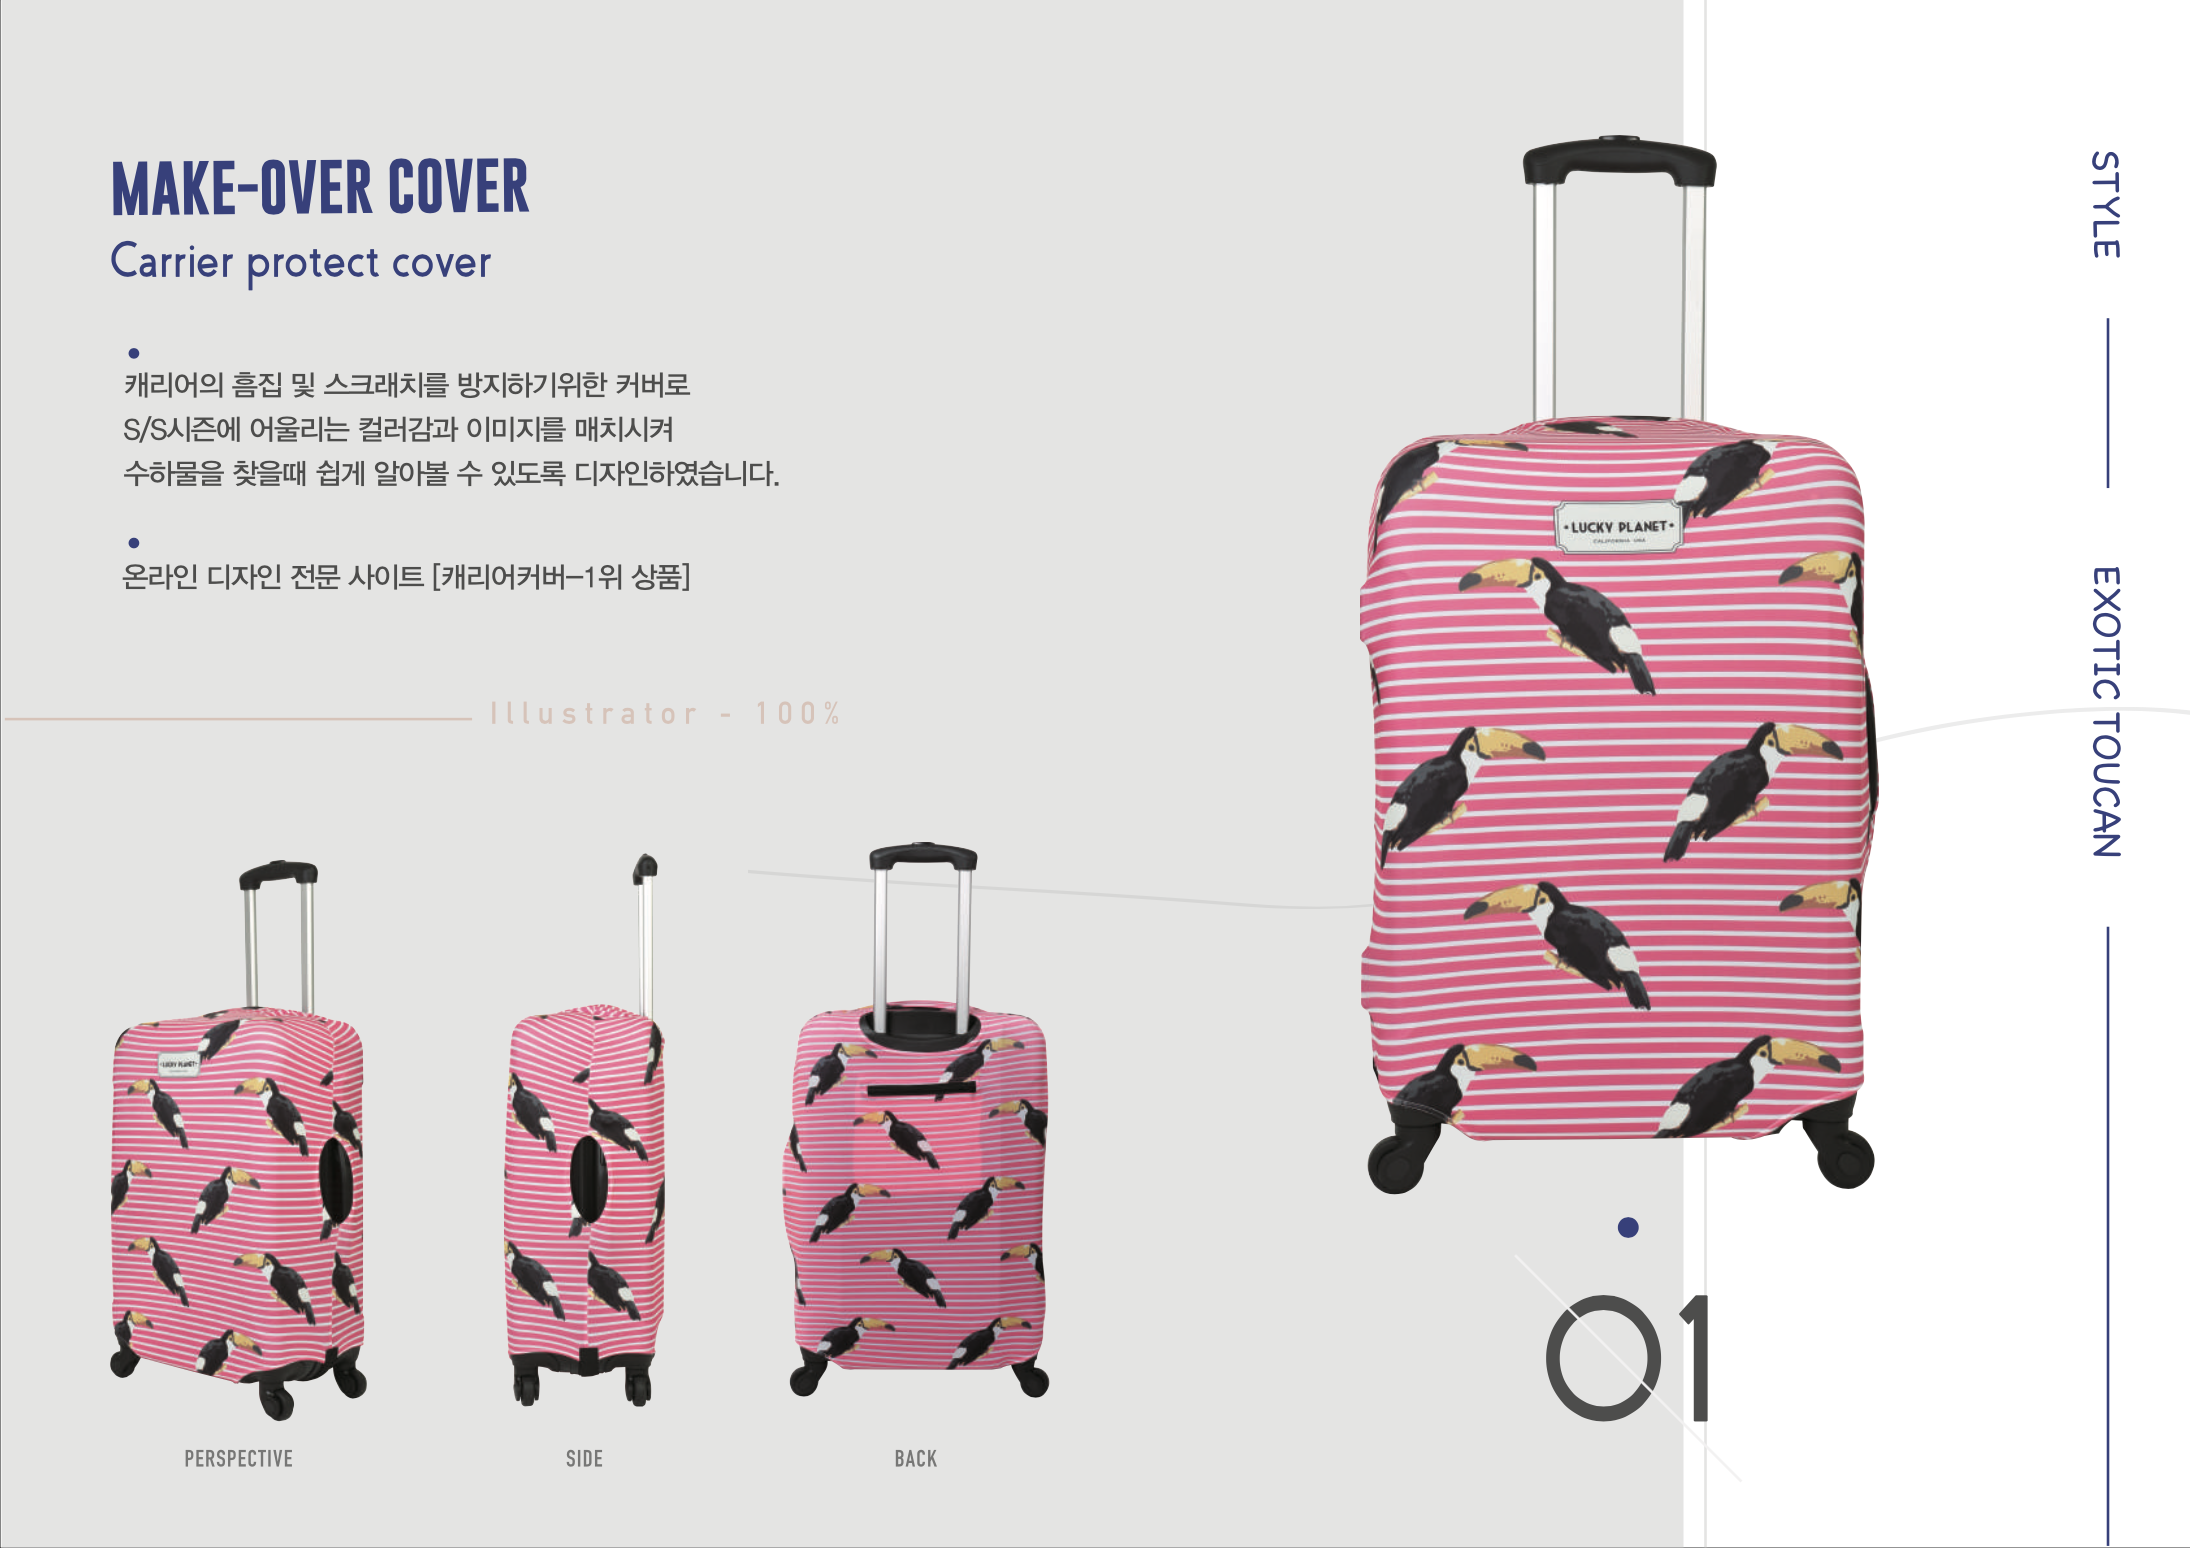 MAKE-OVER COVER
Carrier protect cover
캐리어의 흠집 및 스크래치를 방지하기위한 커버로
S/S시즌에 어울리는 컬러감과 이미지를 매치시켜
수하물을 찾을때 쉽게 알아볼 수 있도록 디자인하였습니다.
온라인 디자인 전문 사이트 [캐리어커버-1위 상품]
Illustrator - 100%
LUCKY PLANET
CALIFORNIA USA
STYLE
EXOTIC TOUCAN
LUCKY PLANET
PERSPECTIVE
SIDE
BACK
01